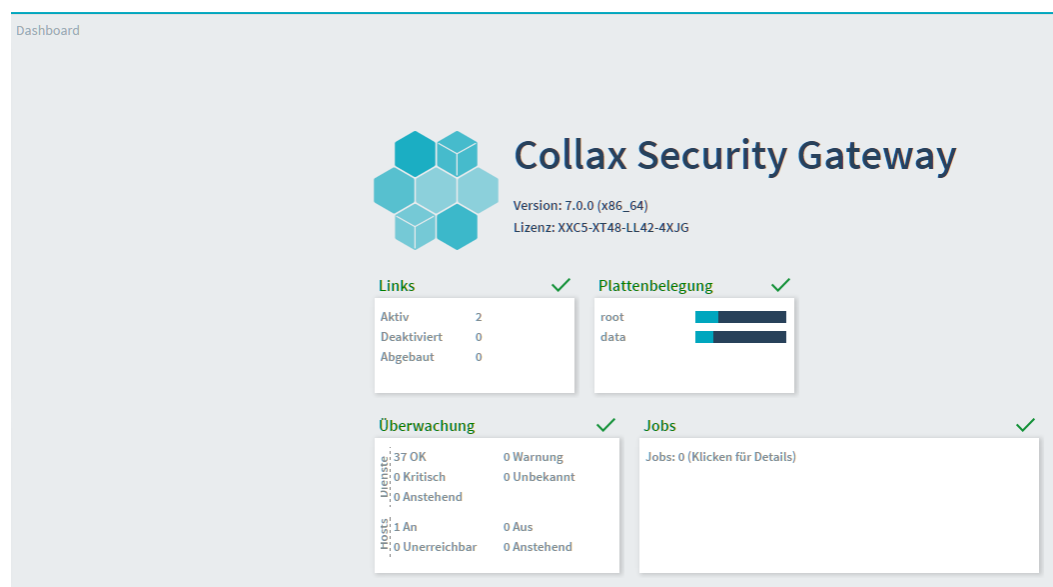 Dashboard
Collax Security Gateway
Version: 7.0.0 (x86_64)
Lizenz: XXC5-XT48-LL42-4XJG
Links
Aktiv 2
Deaktiviert 0
Abgebaut 0
Plattenbelegung
root
data
Überwachung
Dienste
37 OK 0 Warnung
0 Kritisch 0 Unbekannt
0 Anstehend
Hosts
1 An 0 Aus
0 Unerreichbar 0 Anstehend
Jobs
Jobs: 0 (Klicken für Details)